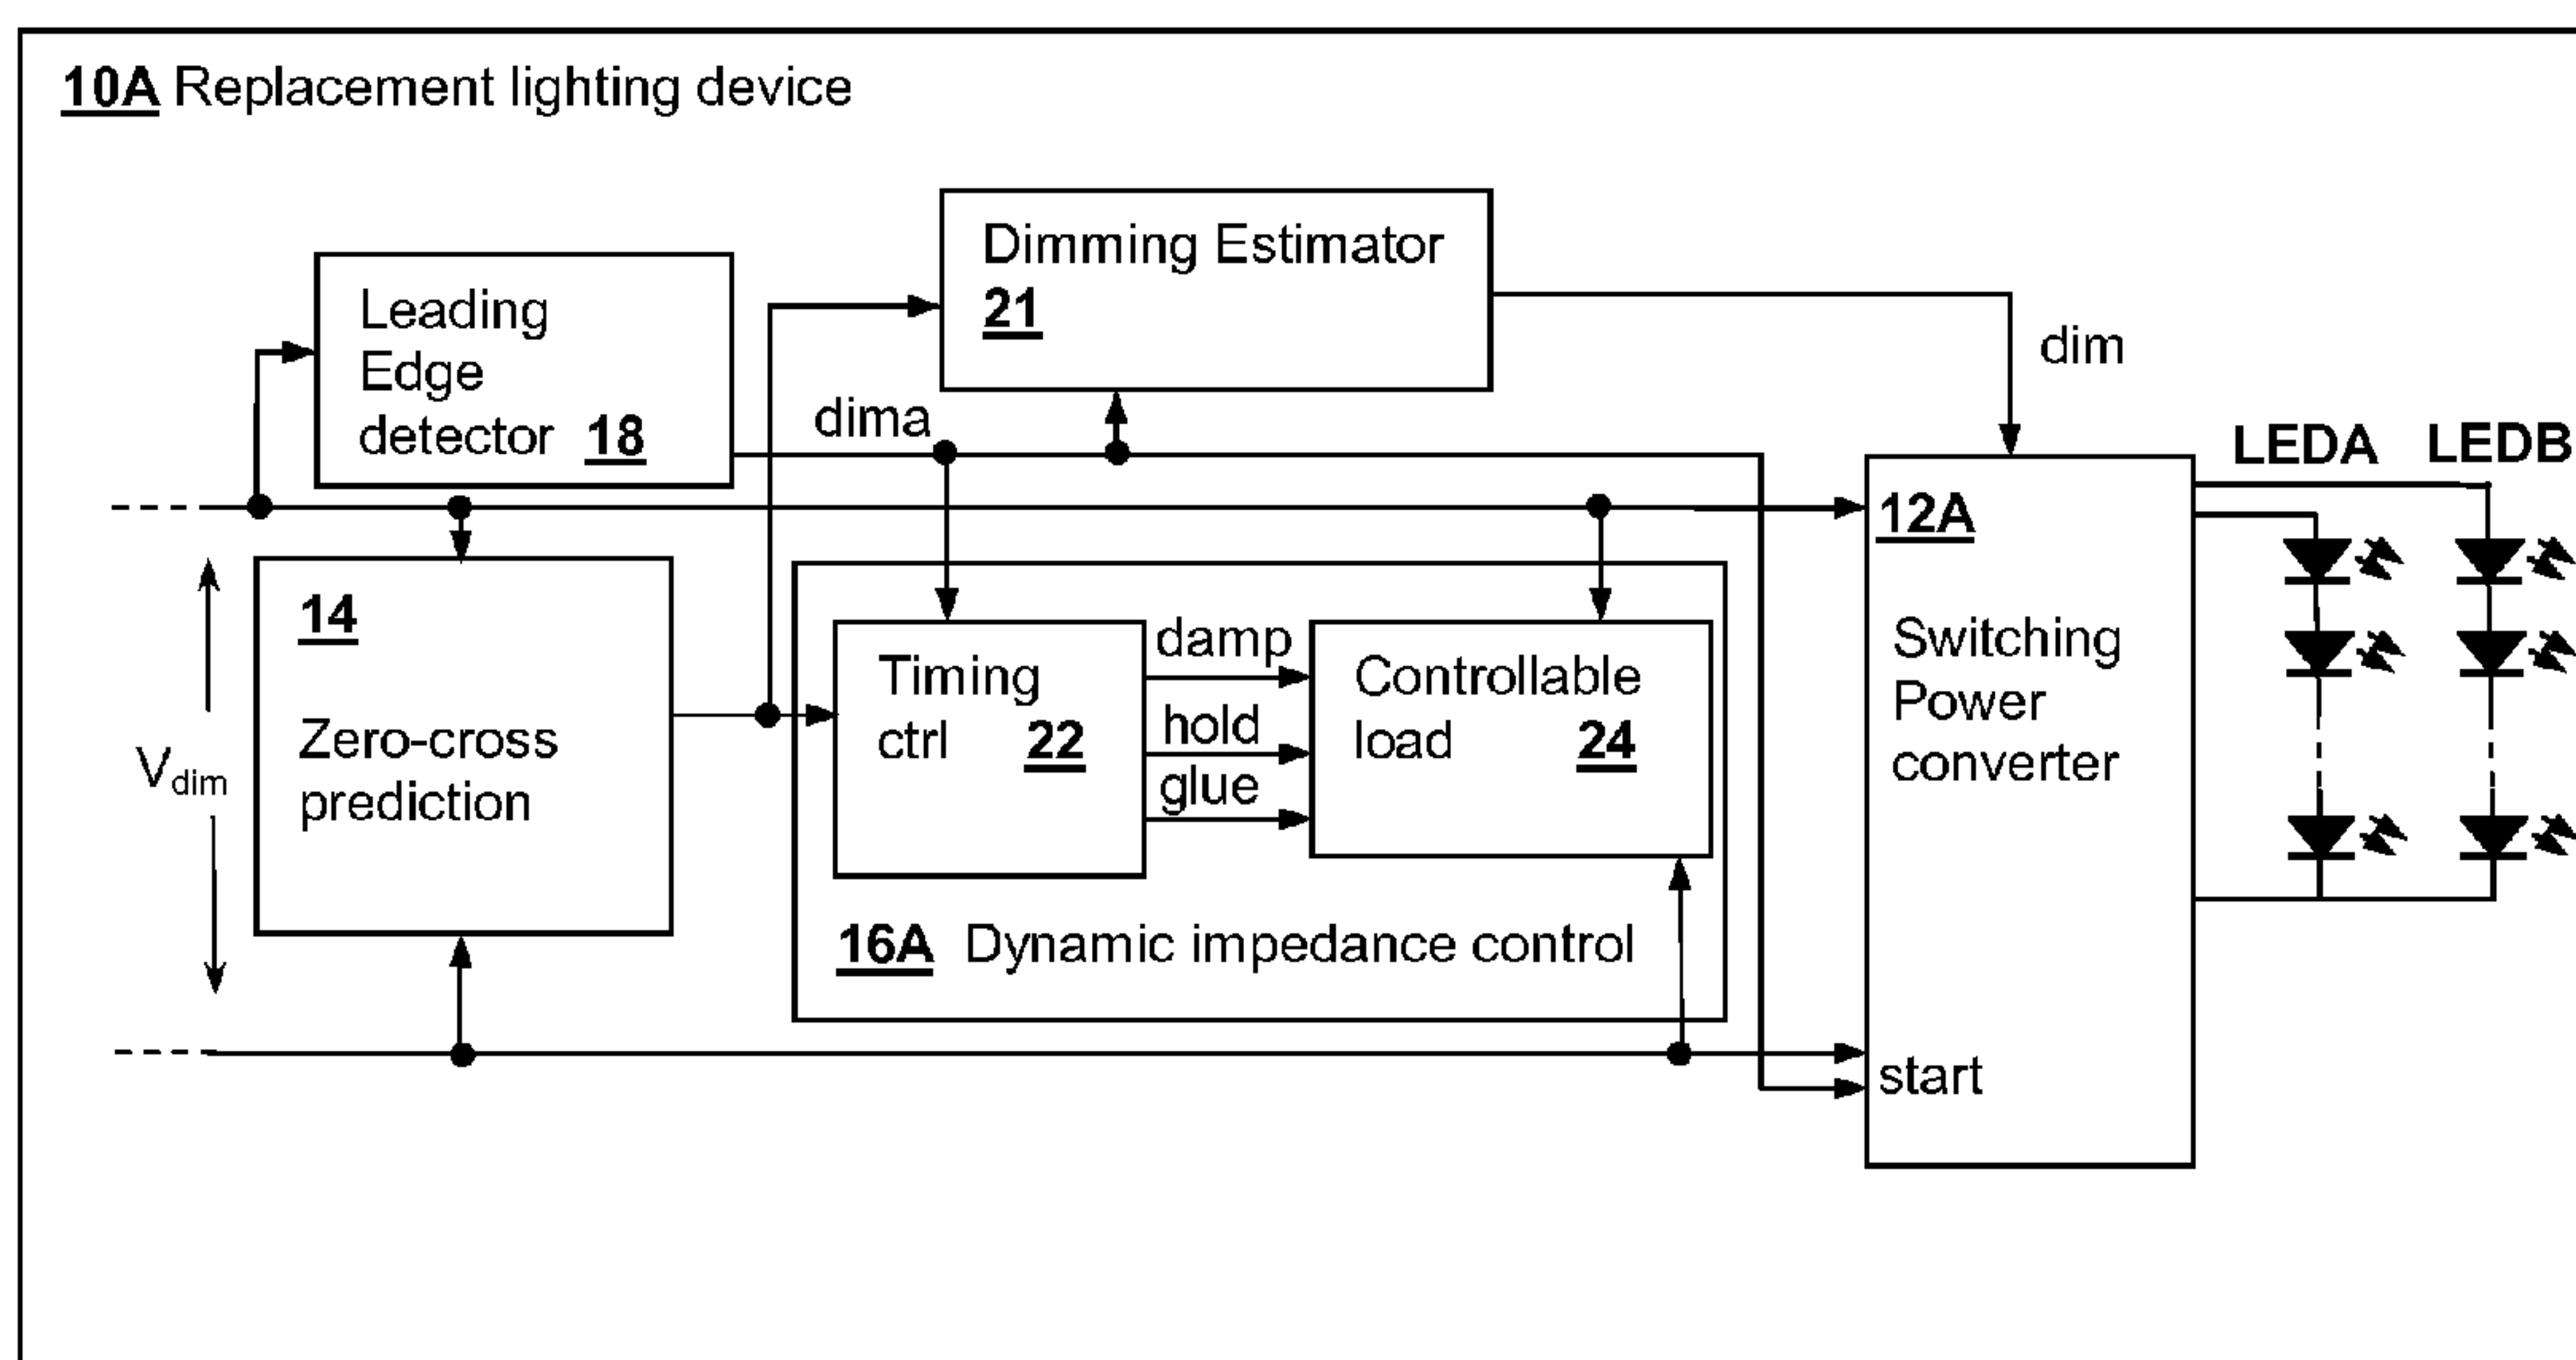 10A Replacement lighting device
Dimming Estimator
21
Leading
Edge
detector 18
dima
dim
LEDA LEDB
12A
Switching
Power
converter
start
14
Zero-cross
prediction
Vdim
Timing
ctrl 22
damp
hold
glue
Controllable
load 24
16A Dynamic impedance control